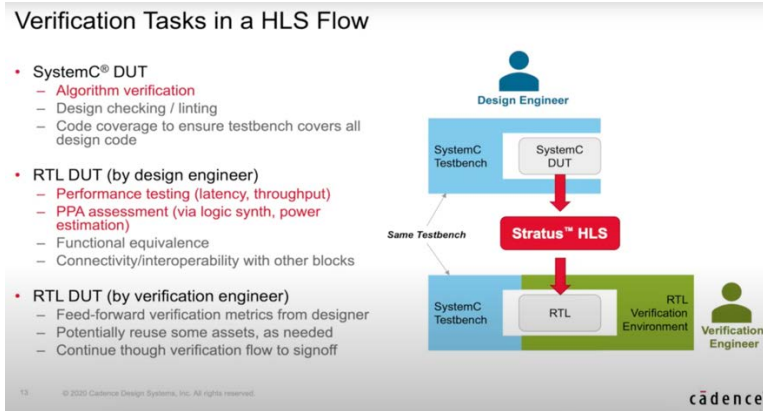 Verification Tasks in a HLS Flow
• SystemC® DUT
– Algorithm verification
– Design checking / linting
– Code coverage to ensure testbench covers all
design code
• RTL DUT (by design engineer)
– Performance testing (latency, throughput)
– PPA assessment (via logic synth, power
estimation)
– Functional equivalence
– Connectivity/interoperability with other blocks
• RTL DUT (by verification engineer)
– Feed-forward verification metrics from designer
– Potentially reuse some assets, as needed
– Continue though verification flow to signoff
Design Engineer
SystemC
Testbench
SystemC
DUT
Same Testbench
Stratus™ HLS
SystemC
Testbench
RTL
RTL
Verification
Environment
Verification
Engineer
13 © 2020 Cadence Design Systems, Inc. All rights reserved.
cādence